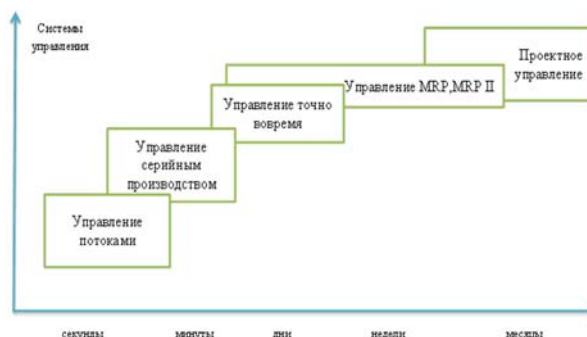 Системы
управления
Проектное
управление
Управление MRP,MRP II
Управление точно
вовремя
Управление
серийным
производством
Управление
потоками
секунды
минуты
дни
недели
месяцы